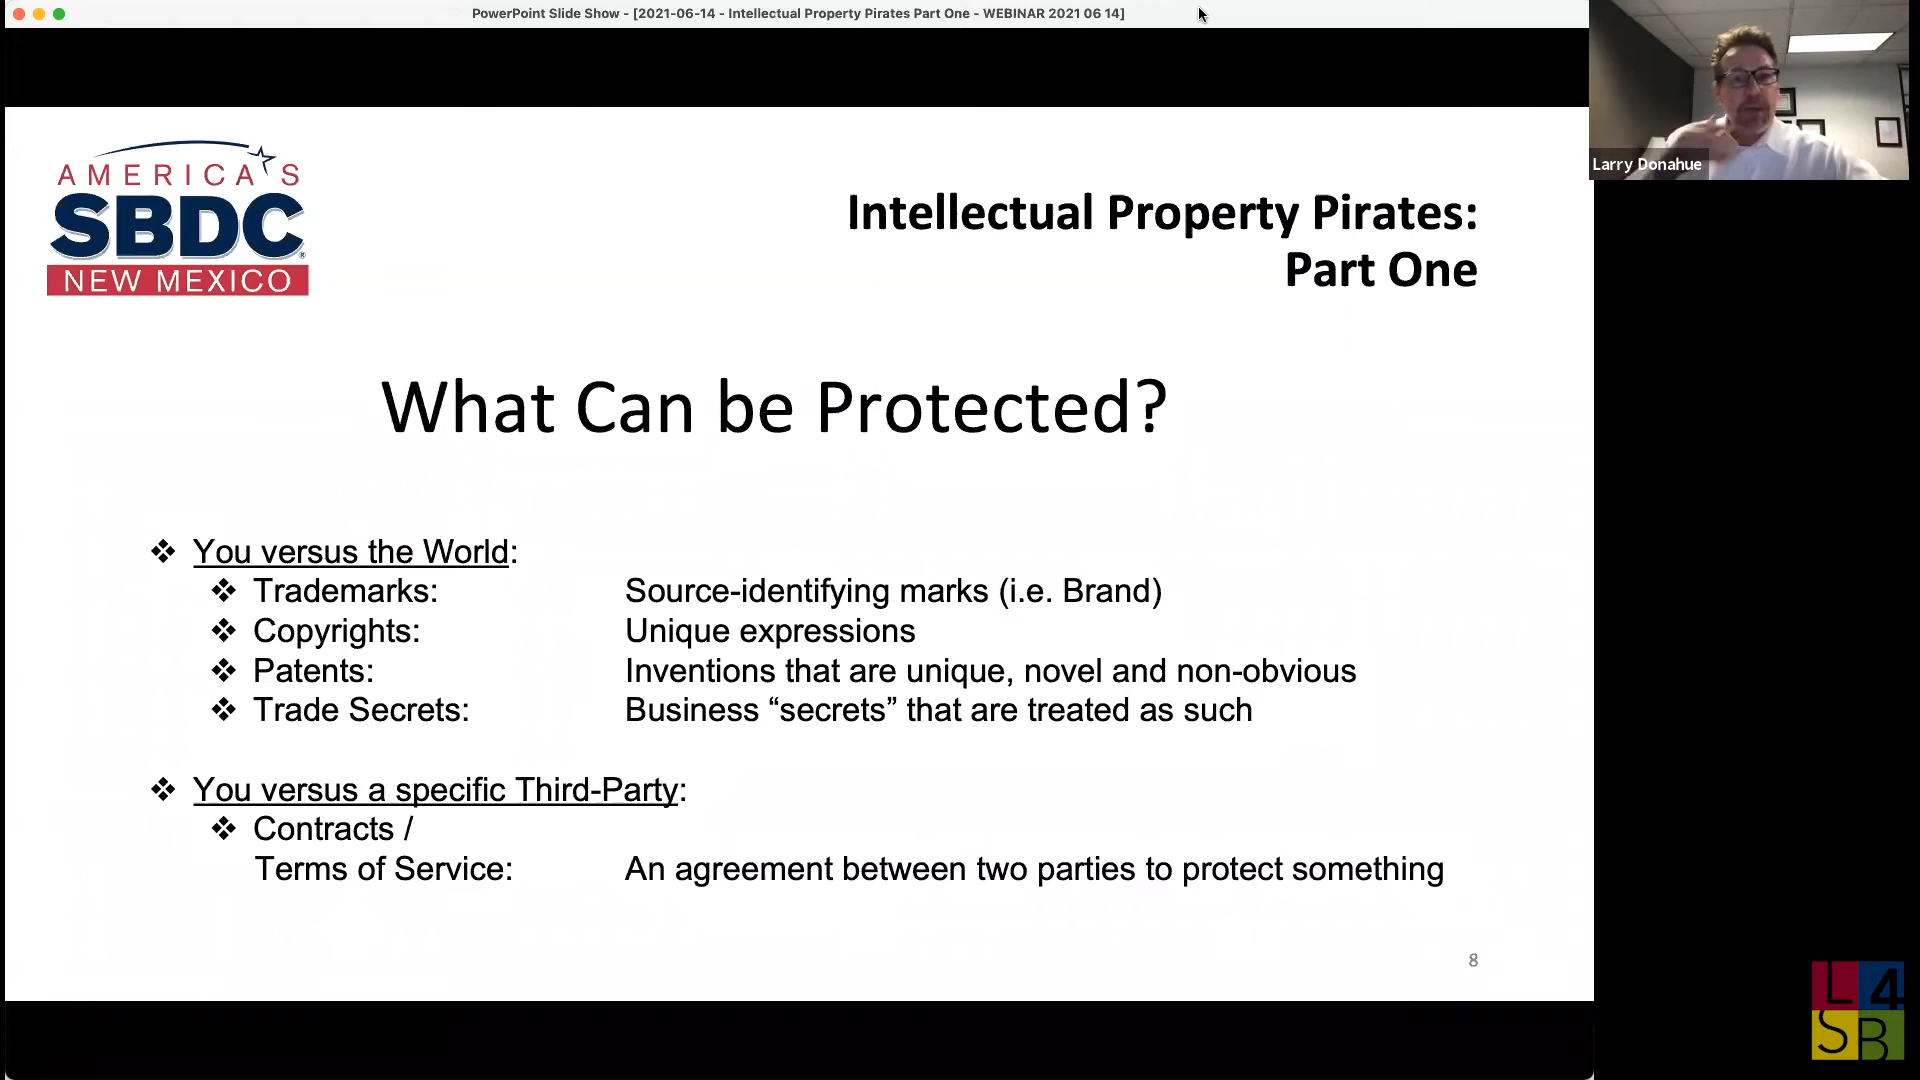 PowerPoint Slide Show - [2021-06-14 - Intellectual Property Pirates Part One - WEBINAR 2021 06 14]
Larry Donahue
AMERICA'S
SBDC®
NEW MEXICO
Intellectual Property Pirates:
Part One
What Can be Protected?
❖ You versus the World:
❖ Trademarks: Source-identifying marks (i.e. Brand)
❖ Copyrights: Unique expressions
❖ Patents: Inventions that are unique, novel and non-obvious
❖ Trade Secrets: Business “secrets” that are treated as such
❖ You versus a specific Third-Party:
❖ Contracts /
Terms of Service: An agreement between two parties to protect something
8
L4
SB